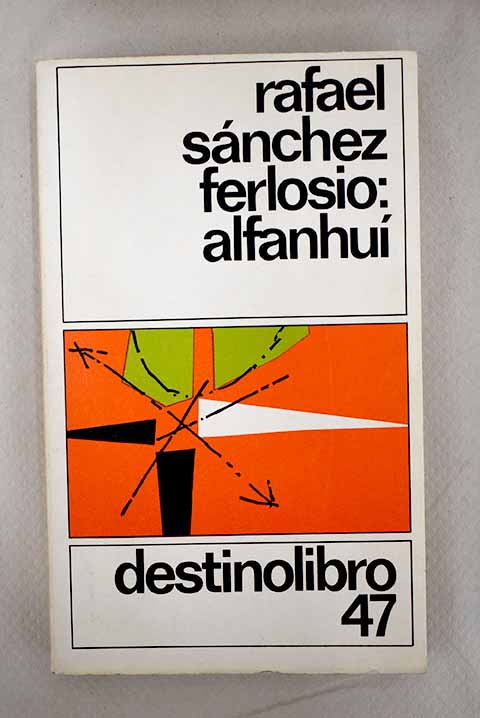 rafael
sánchez
ferlosio:
alfanhuí
destinolibro
47